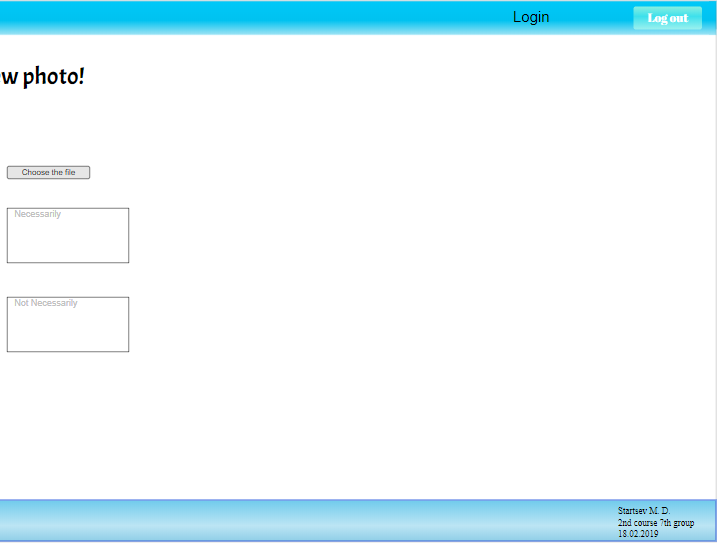 Login
Log out
w photo!
Choose the file
Necessarily
Not Necessarily
Startsev M. D.
2nd course 7th group
18.02.2019